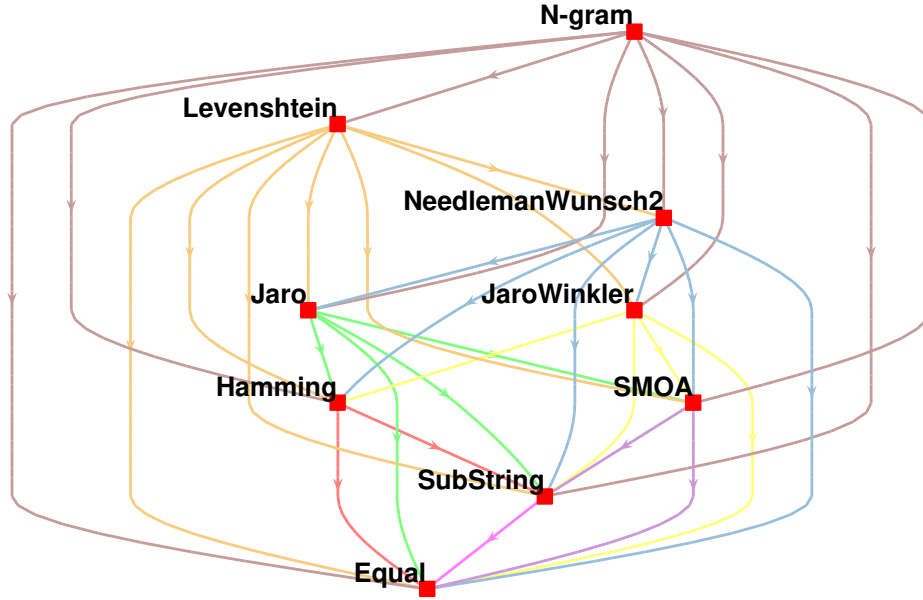 N-gram
Levenshtein
NeedlemanWunsch2
Jaro
JaroWinkler
Hamming
SMOA
SubString
Equal